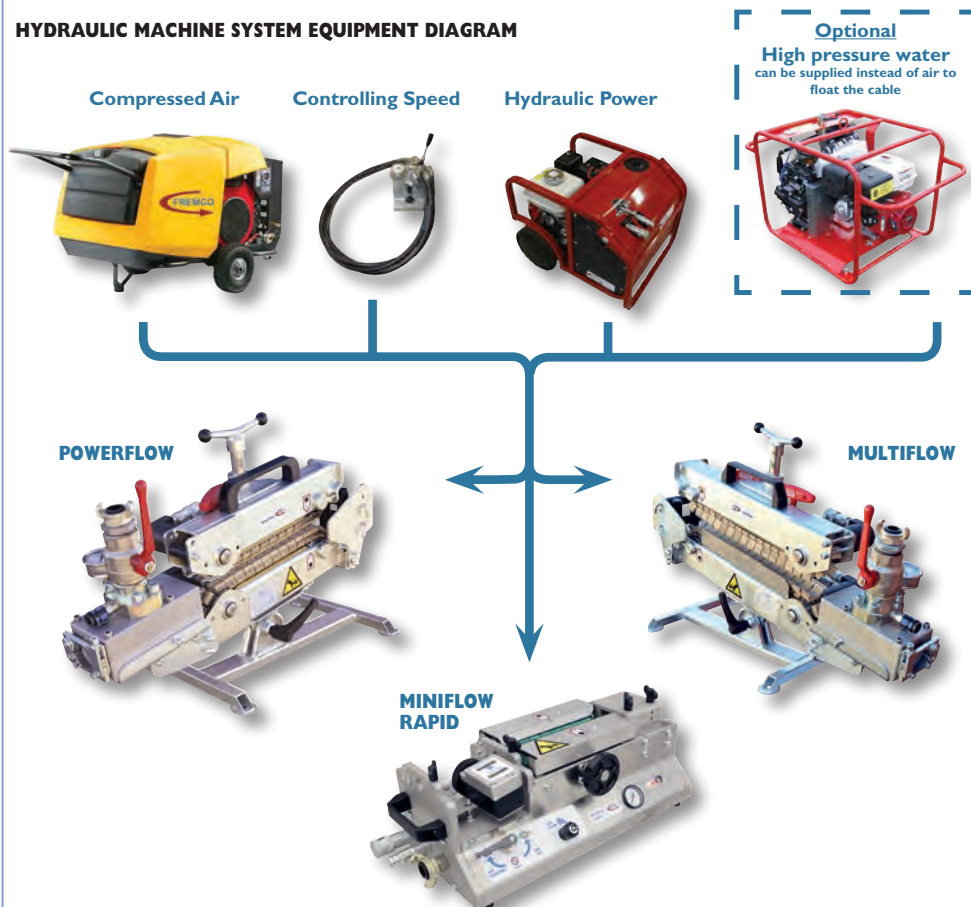 HYDRAULIC MACHINE SYSTEM EQUIPMENT DIAGRAM
Optional
High pressure water
can be supplied instead of air to
float the cable
Compressed Air
Controlling Speed
Hydraulic Power
FREMCO
POWERFLOW
MULTIFLOW
MINIFLOW
RAPID